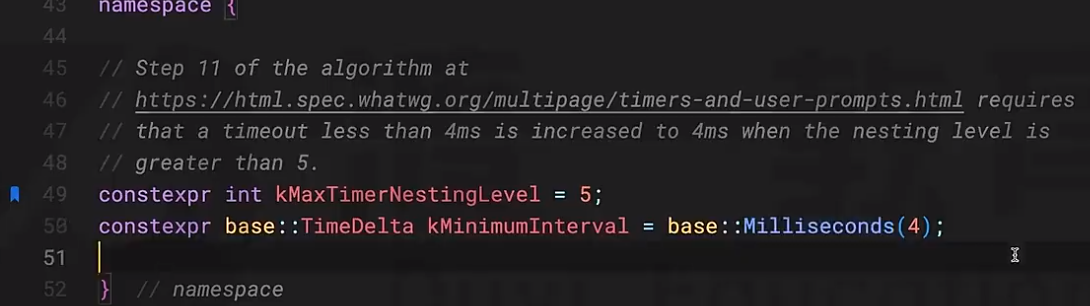 43 namespace {
44
45 // Step 11 of the algorithm at
46 // https://html.spec.whatwg.org/multipage/timers-and-user-prompts.html requires
47 // that a timeout less than 4ms is increased to 4ms when the nesting level is
48 // greater than 5.
49 constexpr int kMaxTimerNestingLevel = 5;
50 constexpr base::TimeDelta kMinimumInterval = base::Milliseconds(4);
51
52 } // namespace